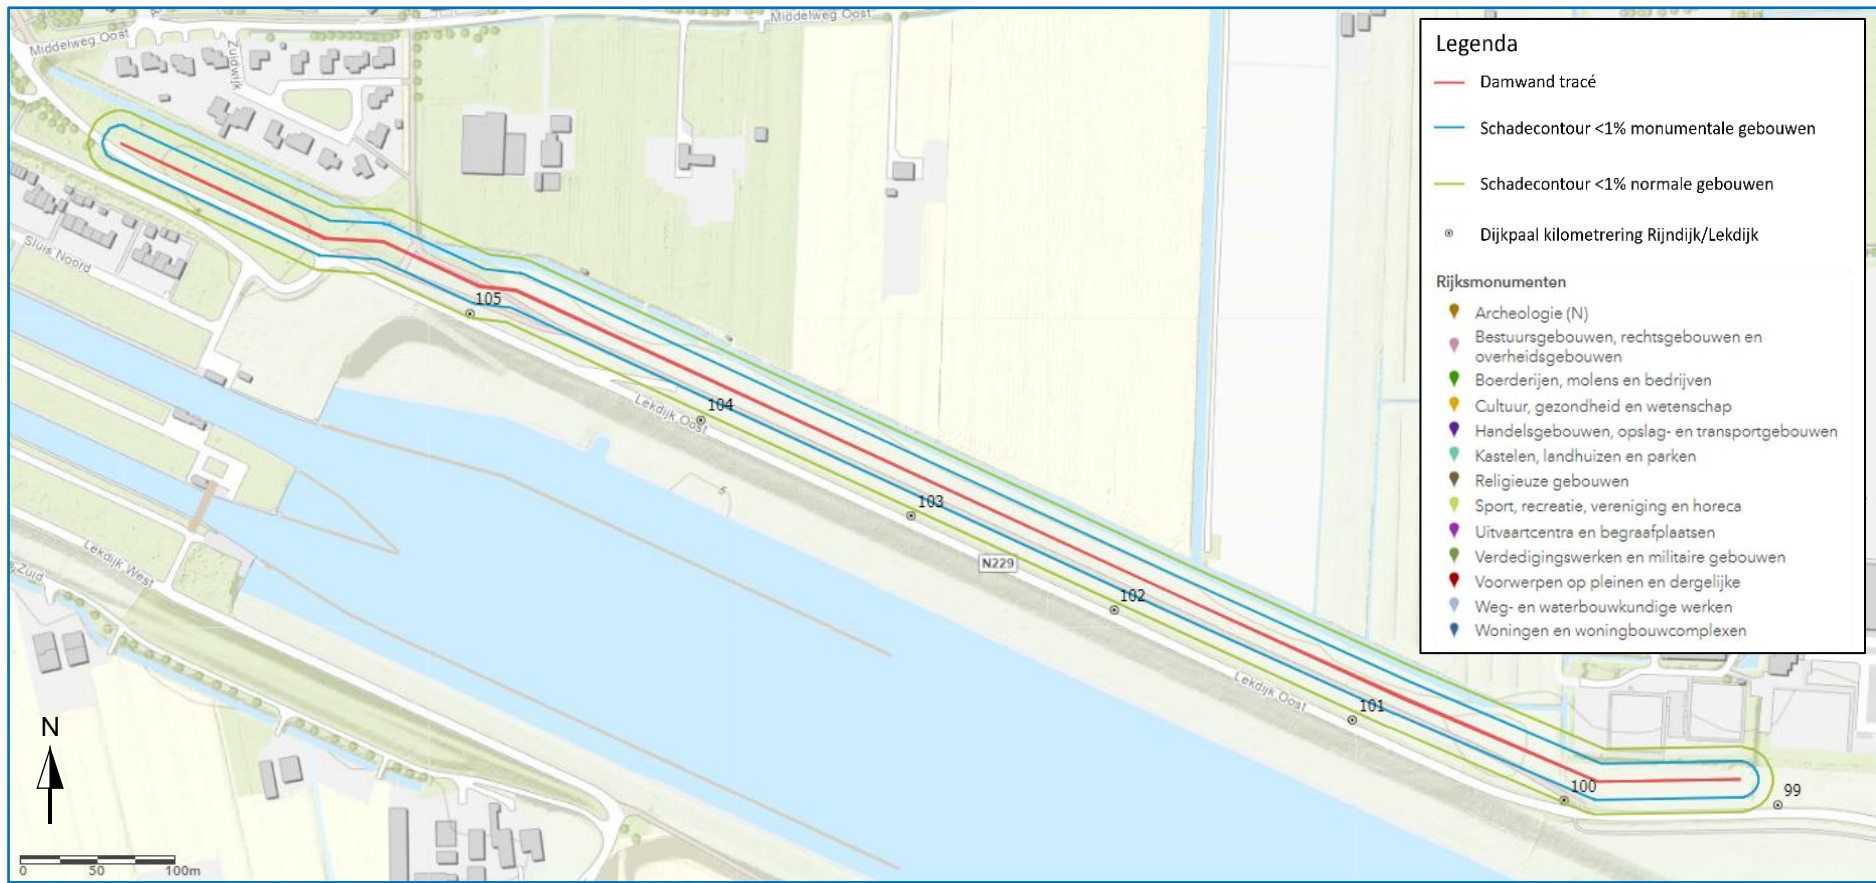 Middelweg Oost
Middelweg Oost
Zuidwijk
Sluis Noord
105
104
Lekdijk Oost
103
N229
102
Lekdijk West
Zuid
Lekdijk Oost
101
100
99
5
N
0 50 100m
Legenda
Damwand tracé
Schadecontour <1% monumentale gebouwen
Schadecontour <1% normale gebouwen
Dijkpaal kilometrering Rijndijk/Lekdijk
Rijksmonumenten
Archeologie (N)
Bestuursgebouwen, rechtsgebouwen en
overheidsgebouwen
Boerderijen, molens en bedrijven
Cultuur, gezondheid en wetenschap
Handelsgebouwen, opslag- en transportgebouwen
Kastelen, landhuizen en parken
Religieuze gebouwen
Sport, recreatie, vereniging en horeca
Uitvaartcentra en begraafplaatsen
Verdedigingswerken en militaire gebouwen
Voorwerpen op pleinen en dergelijke
Weg- en waterbouwkundige werken
Woningen en woningbouwcomplexen